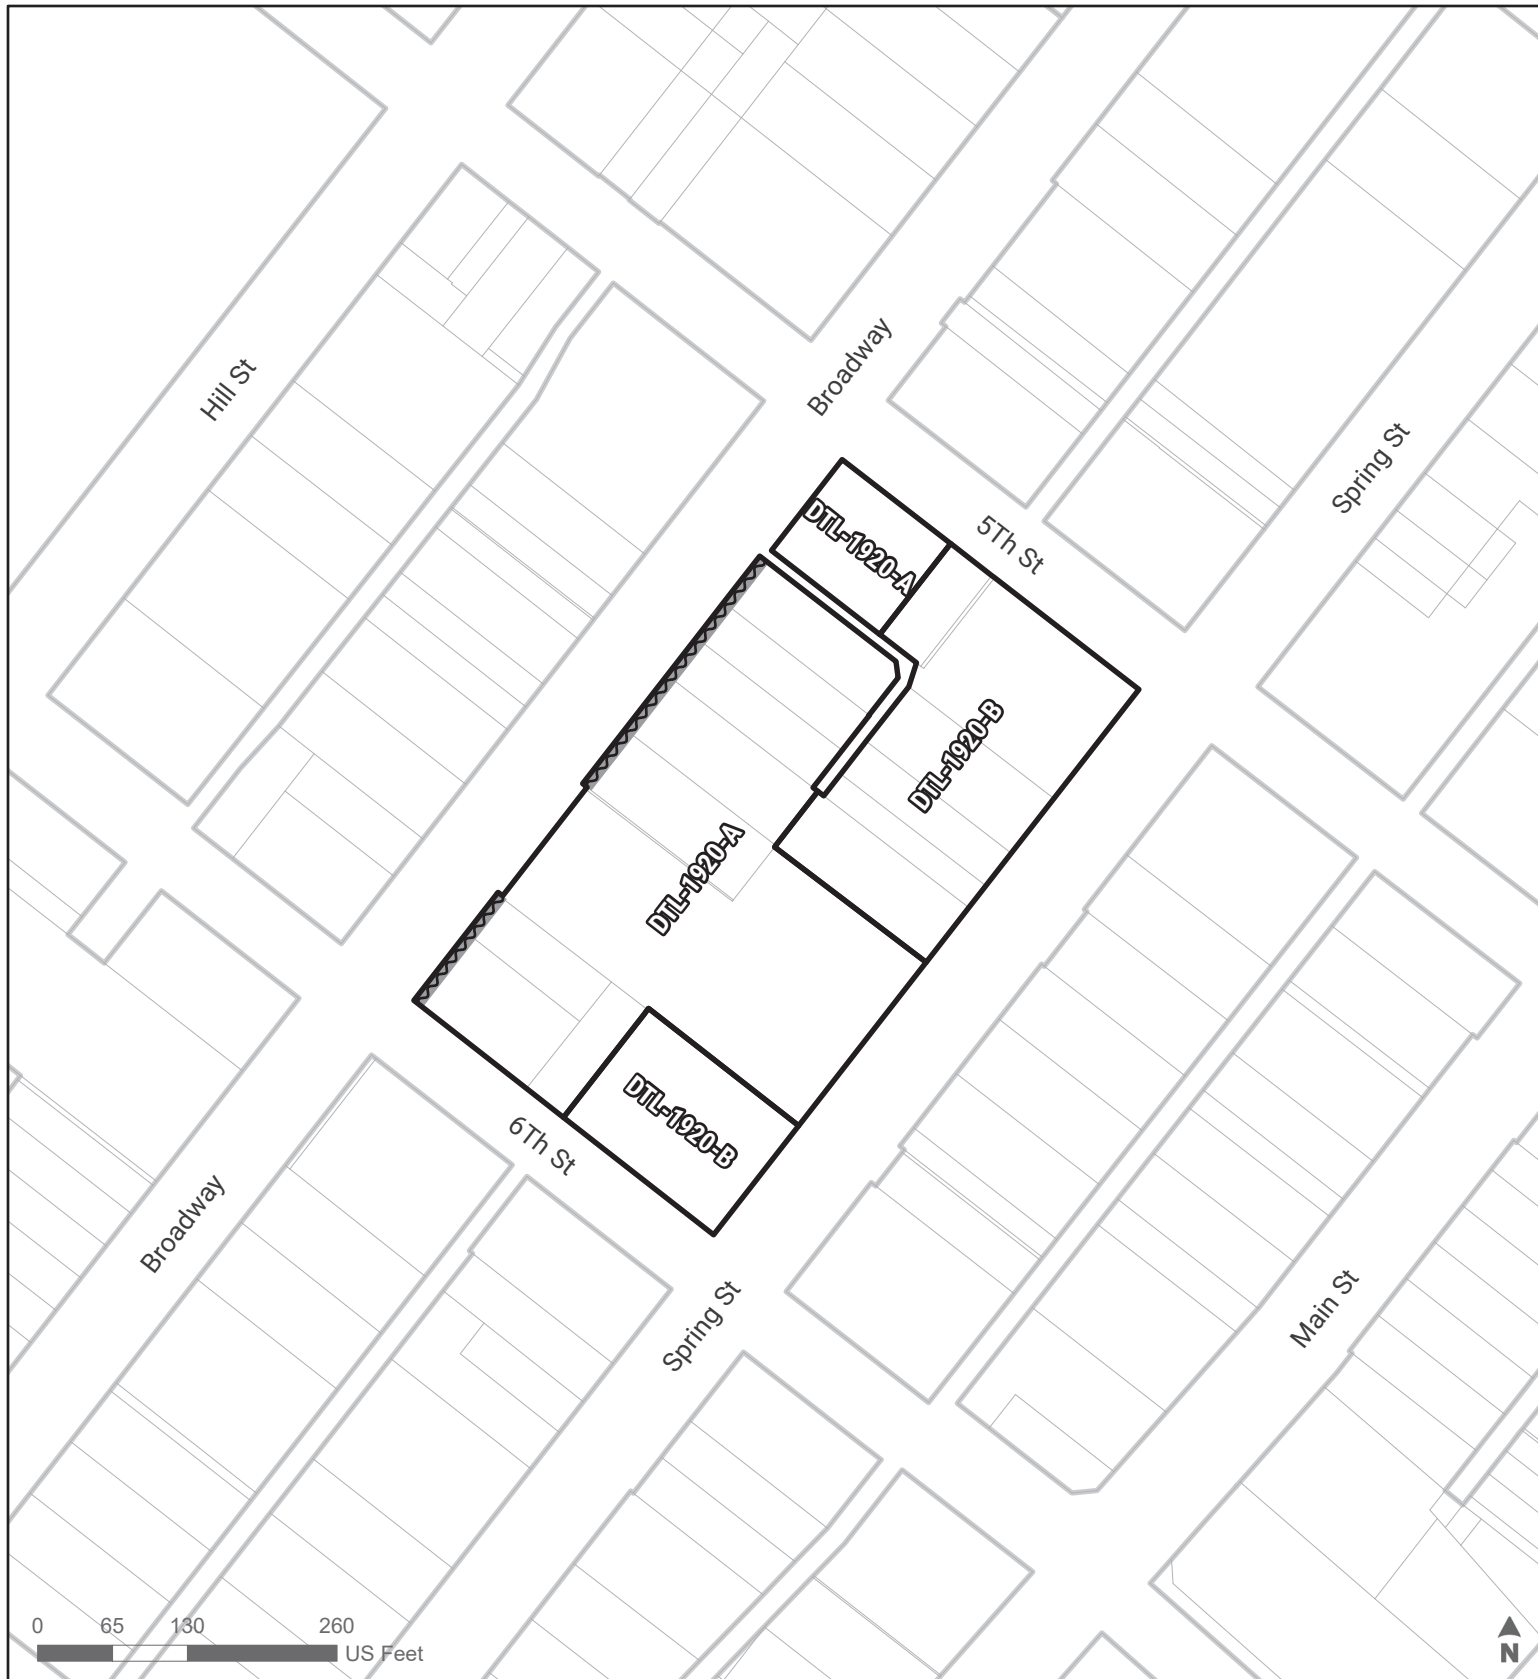 Broadway
Hill St
Spring St
DTL-1920-A
5Th St
DTL-1920-B
DTL-1920-A
DTL-1920-B
6Th St
Broadway
Spring St
Main St
0 65 130 260
US Feet
N